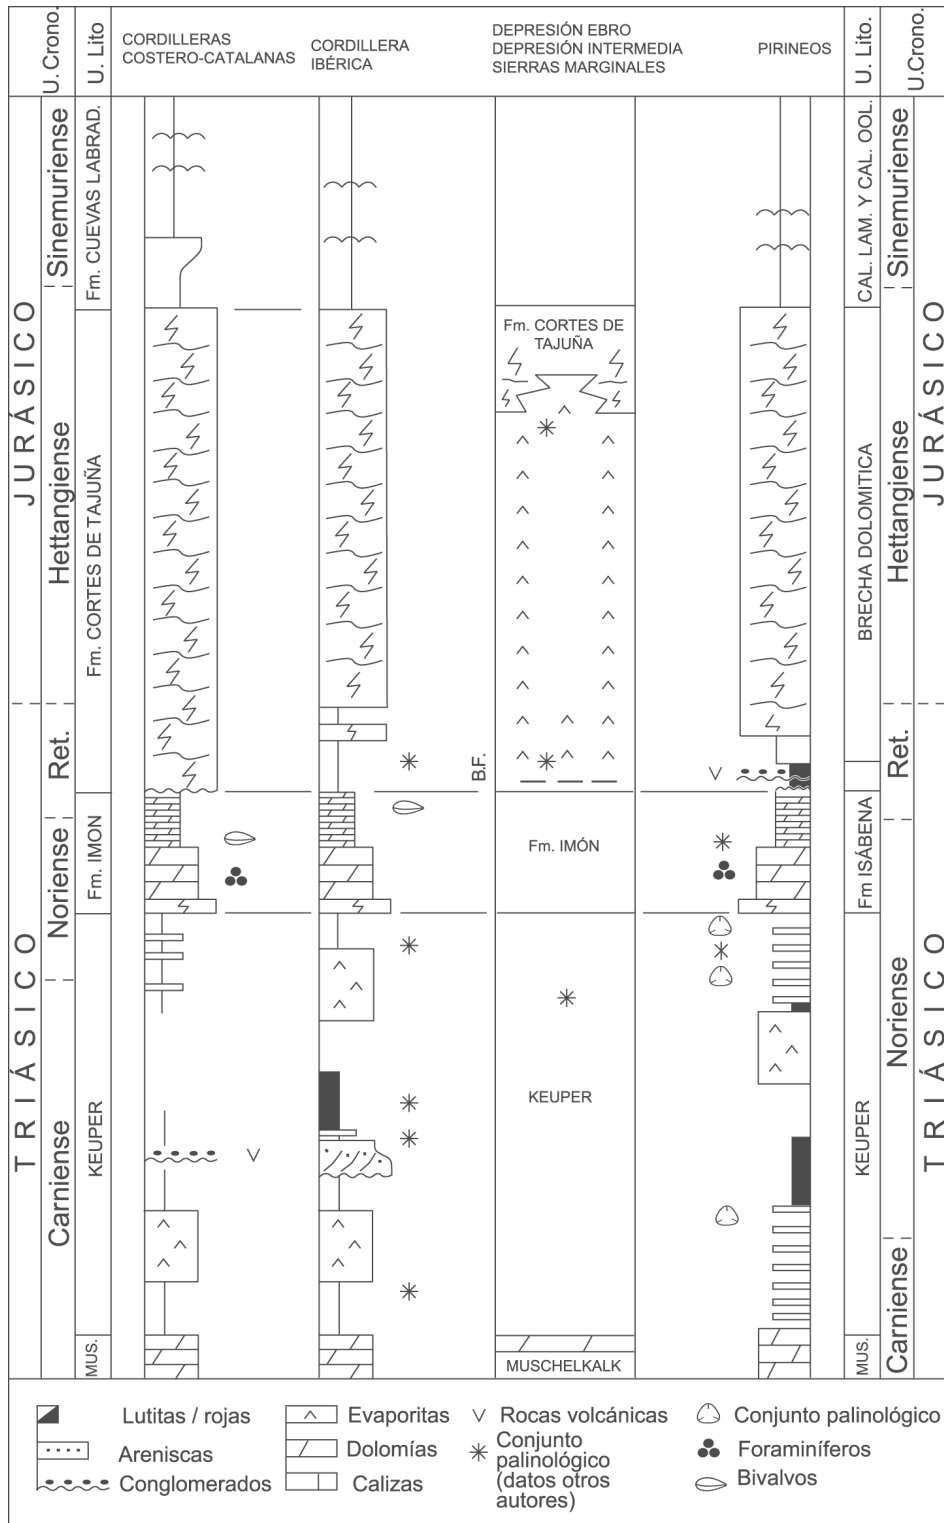 U.Crono.
U. Lito
CORDILLERAS
COSTERO-CATALANAS
CORDILLERA
IBÉRICA
DEPRESIÓN EBRO
DEPRESIÓN INTERMEDIA
SIERRAS MARGINALES
PIRINEOS
U. Lito.
U.Crono.
JURÁSICO
TRIÁSICO
Sinemuriense
Hettangiense
Ret.
Noriense
Carniense
Fm. CUEVAS LABRAD.
Fm. CORTES DE TAJUÑA
Fm. IMON
KEUPER
MUS.
Fm. CORTES DE
TAJUÑA
B.F.
Fm. IMÓN
KEUPER
MUSCHELKALK
CAL. LAM. Y CAL. OOL.
BRECHA DOLOMITICA
Fm ISÁBENA
KEUPER
MUS.
Sinemuriense
Hettangiense
Ret.
Noriense
Carniense
JURÁSICO
TRIÁSICO
Lutitas / rojas
Areniscas
Conglomerados
Evaporitas
Dolomías
Calizas
Rocas volcánicas
Conjunto
palinológico
(datos otros
autores)
Conjunto palinológico
Foraminíferos
Bivalvos